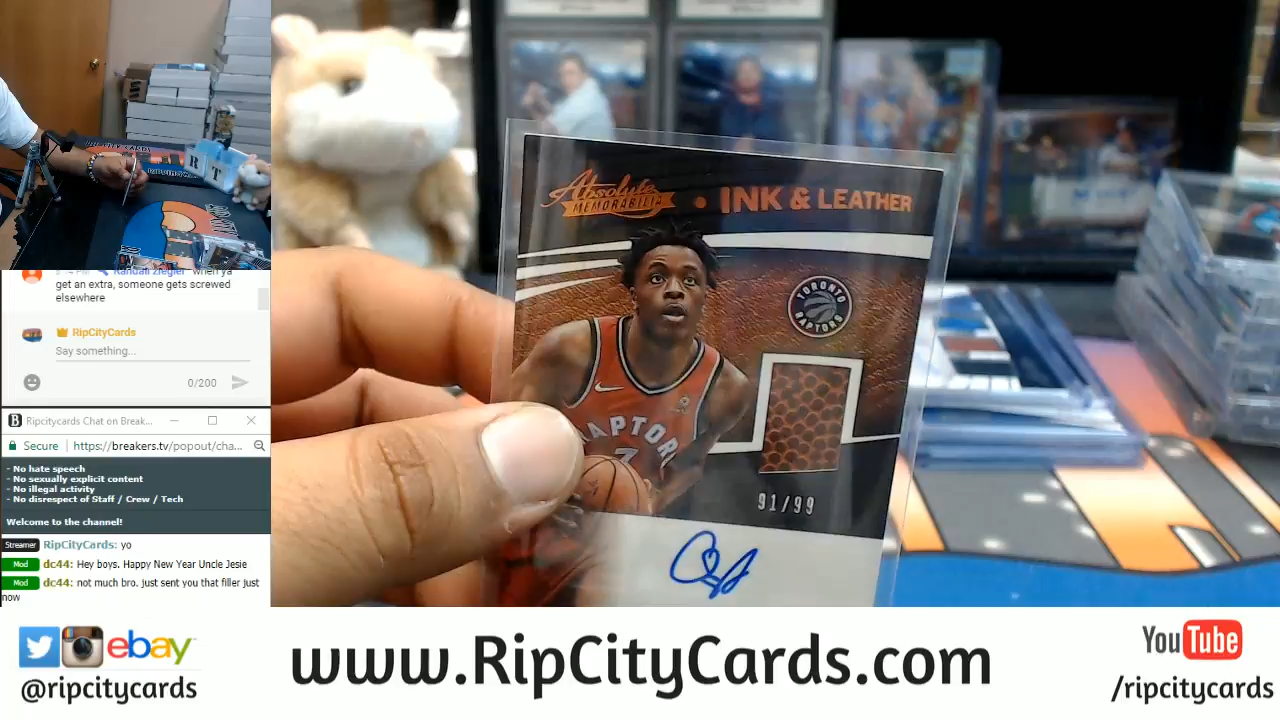 Randall Ziegler when ya
get an extra, someone gets screwed
elsewhere
RipCityCards
Say something...
0/200
Ripcitycards Chat on Break...
Secure https://breakers.tv/popout/cha...
- No hate speech
- No sexually explicit content
- No illegal activity
- No disrespect of Staff / Crew / Tech
Welcome to the channel!
Streamer RipCityCards: yo
Mod dc44: Hey boys. Happy New Year Uncle Jesie
Mod dc44: not much bro. just sent you that filler just
now
R T
Absolute
MEMORABILIA • INK & LEATHER
TORONTO
RAPTORS
91/99
ebay
@ripcitycards
www.RipCityCards.com
YouTube
/ripcitycards